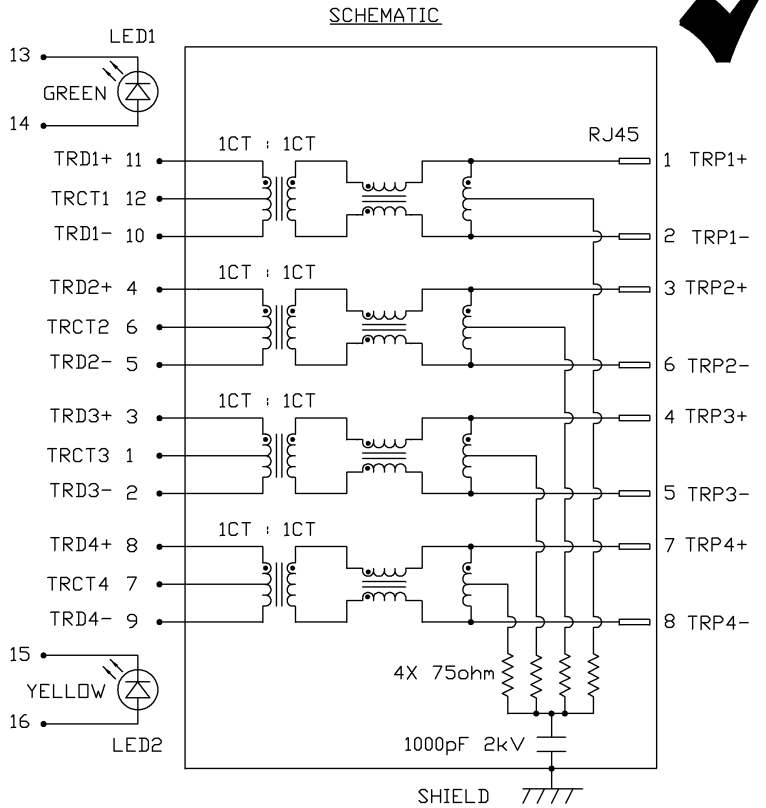 SCHEMATIC
LED1
13
GREEN
14
RJ45
1CT : 1CT
TRD1+ 11
1 TRP1+
TRCT1 12
TRD1- 10
2 TRP1-
1CT : 1CT
TRD2+ 4
3 TRP2+
TRCT2 6
TRD2- 5
6 TRP2-
1CT : 1CT
TRD3+ 3
4 TRP3+
TRCT3 1
TRD3- 2
5 TRP3-
1CT : 1CT
TRD4+ 8
7 TRP4+
TRCT4 7
TRD4- 9
8 TRP4-
15
YELLOW
16
LED2
4X 75ohm
1000pF 2kV
SHIELD